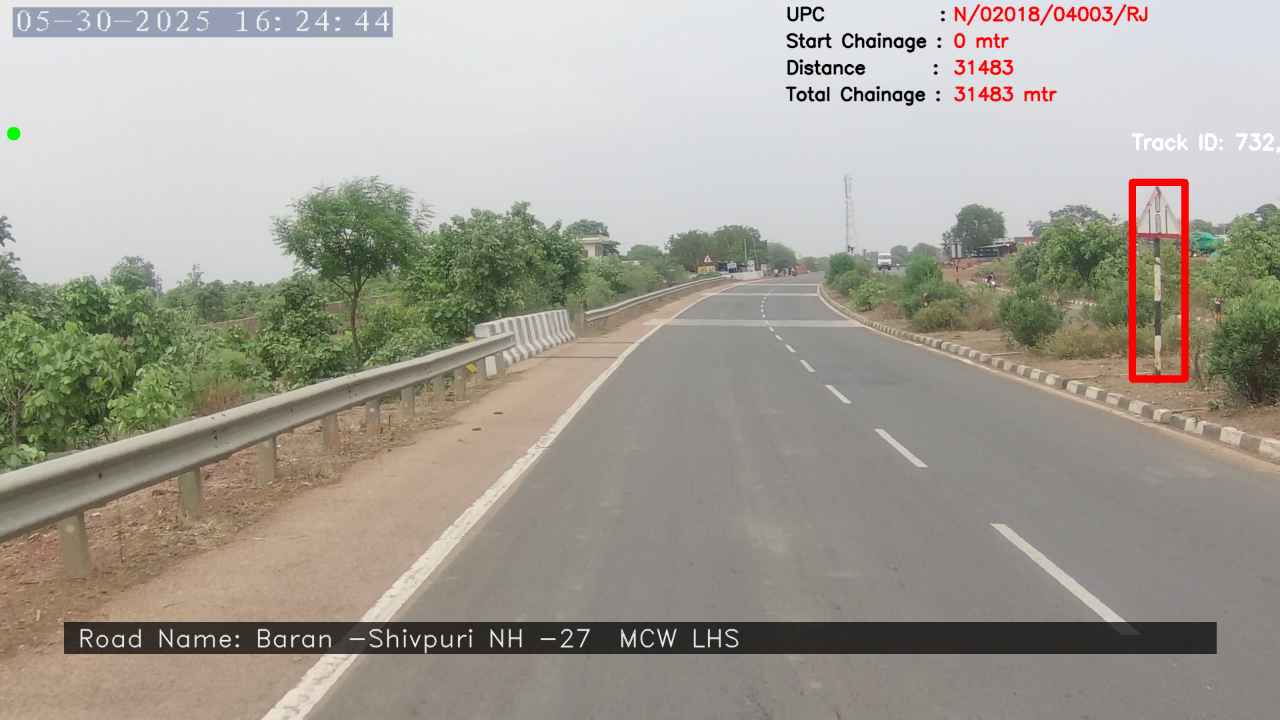 05-30-2025 16:24:44
UPC : N/02018/04003/RJ
Start Chainage : 0 mtr
Distance : 31483
Total Chainage : 31483 mtr
Track ID: 732,
Road Name: Baran -Shivpuri NH -27 MCW LHS